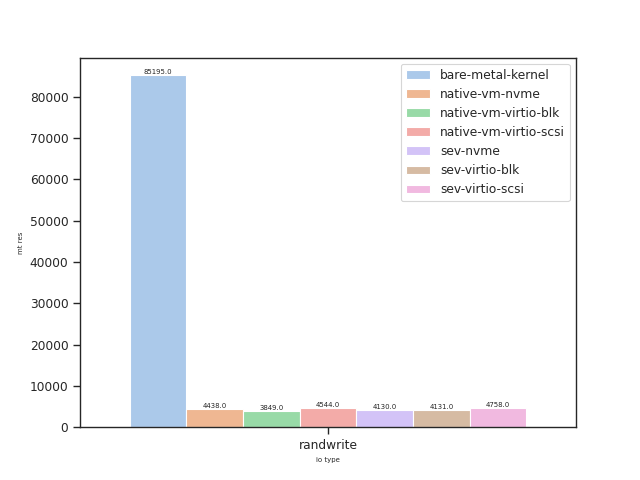 85195.0
bare-metal-kernel
native-vm-nvme
native-vm-virtio-blk
native-vm-virtio-scsi
sev-nvme
sev-virtio-blk
sev-virtio-scsi
80000
70000
60000
50000
40000
30000
20000
10000
0
mt res
4438.0
3849.0
4544.0
4130.0
4131.0
4758.0
randwrite
io type